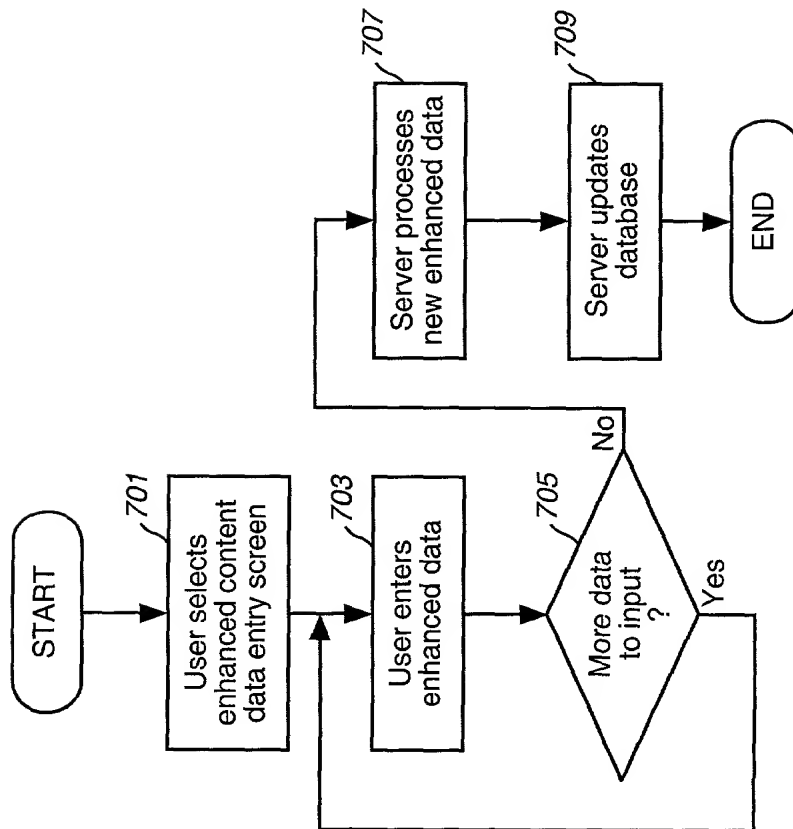 START
701
User selects
enhanced content
data entry screen
703
User enters
enhanced data
705
More data
to input
?
Yes
No
707
Server processes
new enhanced data
709
Server updates
database
END